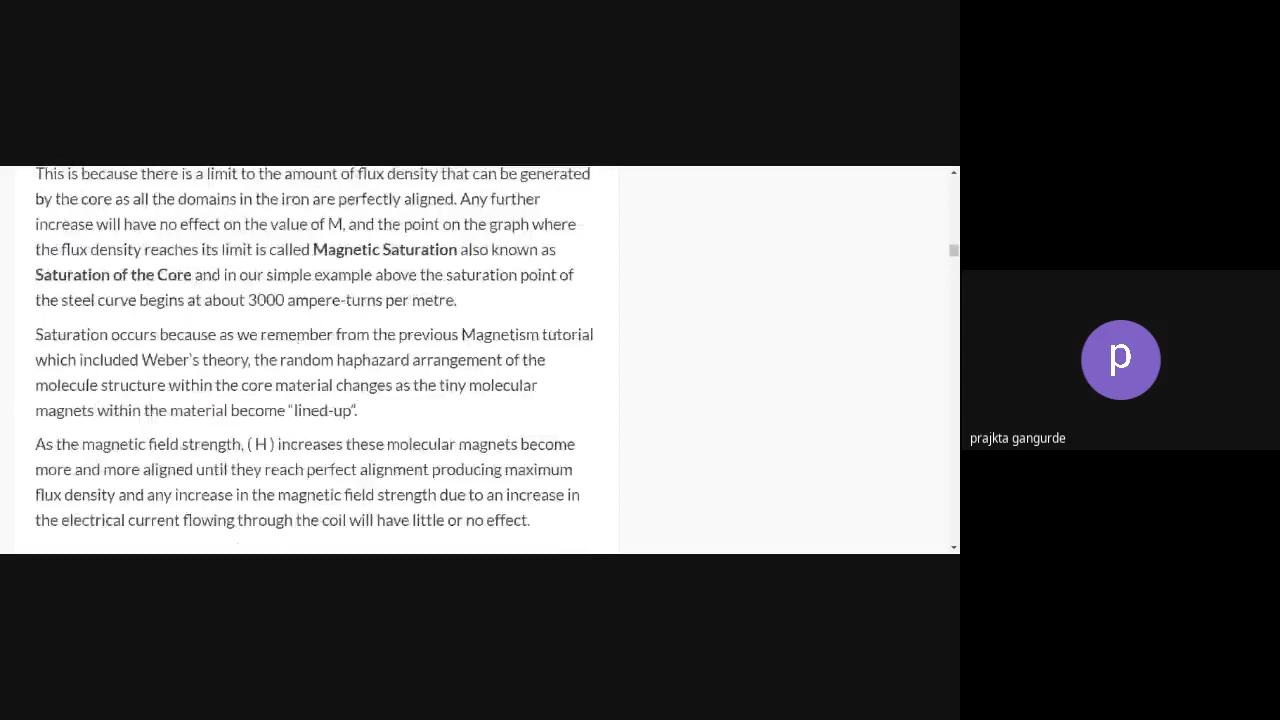 This is because there is a limit to the amount of flux density that can be generated
by the core as all the domains in the iron are perfectly aligned. Any further
increase will have no effect on the value of M, and the point on the graph where
the flux density reaches its limit is called Magnetic Saturation also known as
Saturation of the Core and in our simple example above the saturation point of
the steel curve begins at about 3000 ampere-turns per metre.
Saturation occurs because as we remember from the previous Magnetism tutorial
which included Weber's theory, the random haphazard arrangement of the
molecule structure within the core material changes as the tiny molecular
magnets within the material become “lined-up”.
As the magnetic field strength, ( H ) increases these molecular magnets become
more and more aligned until they reach perfect alignment producing maximum
flux density and any increase in the magnetic field strength due to an increase in
the electrical current flowing through the coil will have little or no effect.
p
prajkta gangurde